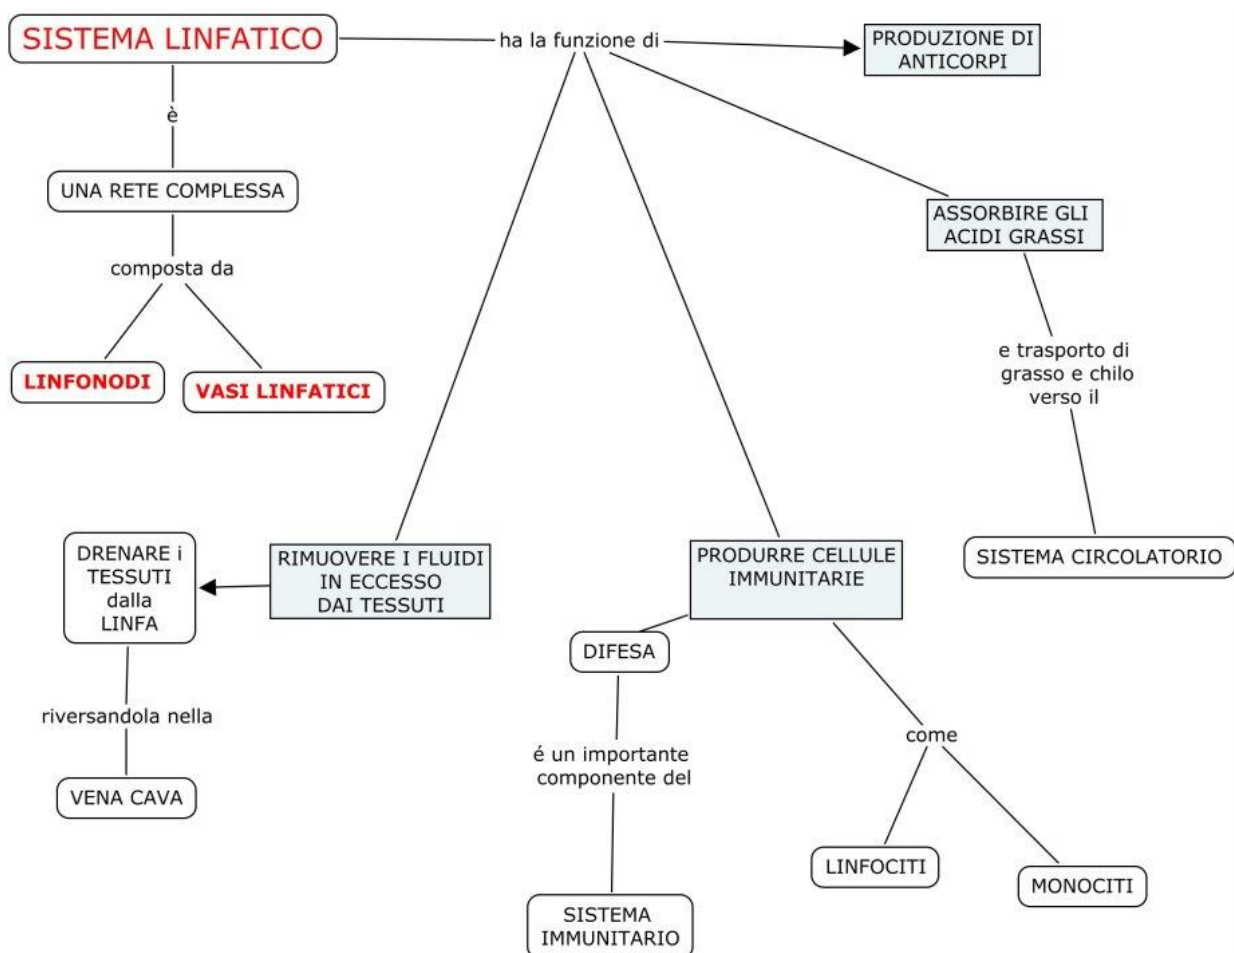 SISTEMA LINFATICO
ha la funzione di
PRODUZIONE DI
ANTICORPI
è
UNA RETE COMPLESSA
composta da
LINFONODI
VASI LINFATICI
ASSORBIRE GLI
ACIDI GRASSI
e trasporto di
grasso e chilo
verso il
SISTEMA CIRCOLATORIO
DRENARE i
TESSUTI
dalla
LINFA
RIMUOVERE I FLUIDI
IN ECCESSO
DAI TESSUTI
PRODURRE CELLULE
IMMUNITARIE
DIFESA
riversandola nella
VENA CAVA
é un importante
componente del
SISTEMA
IMMUNITARIO
come
LINFOCITI
MONOCITI